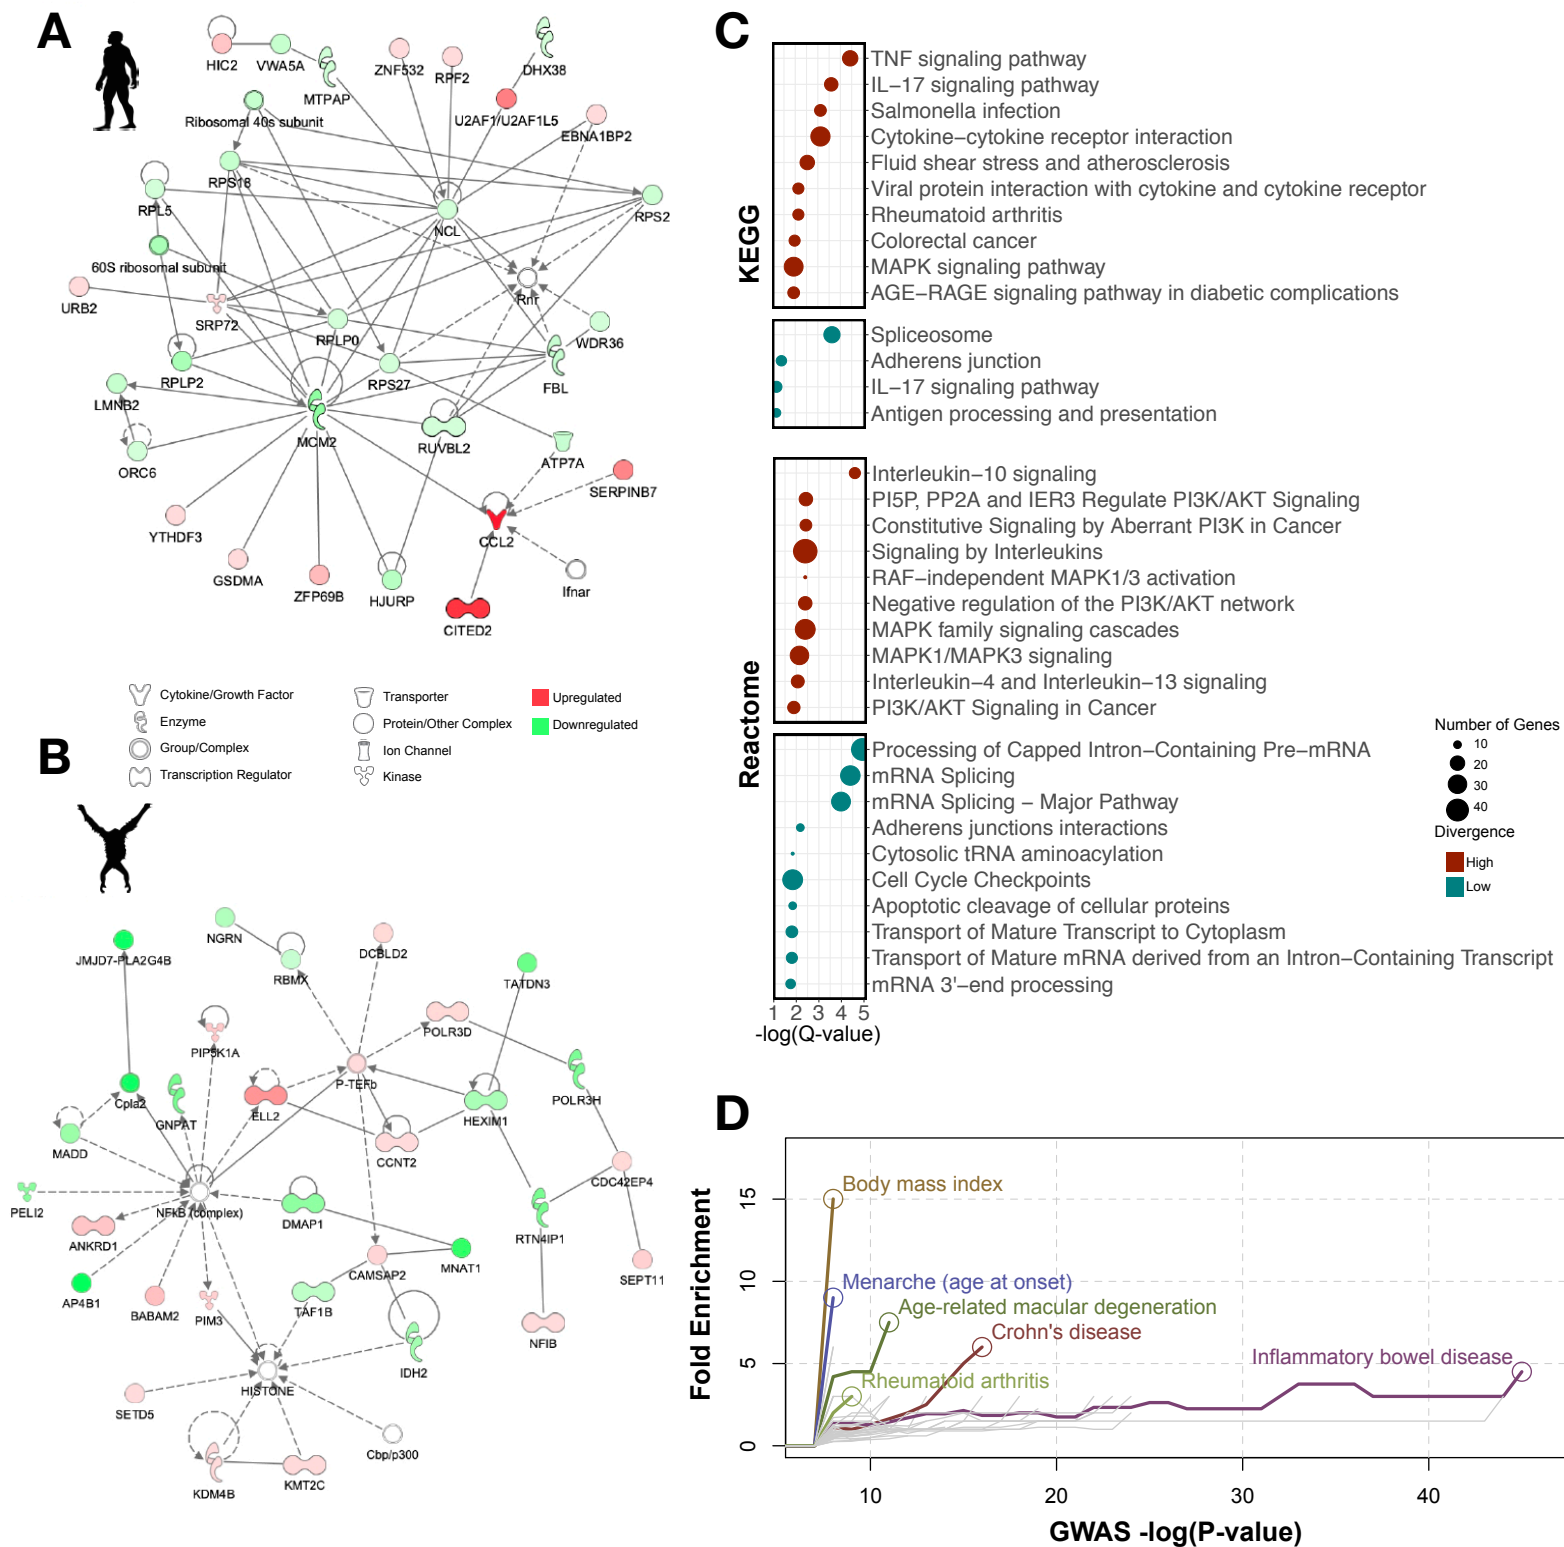 A
HIC2
VWA5A
MTPAP
ZNF532
RPF2
DHX38
U2AF1/U2AF1L5
EBNA1BP2
Ribosomal 40s subunit
RPS18
RPL5
NCL
RPS2
60S ribosomal subunit
URB2
SRP72
Rnr
RPLP0
WDR36
RPLP2
RPS27
FBL
LMNB2
MCM2
RUVBL2
ATP7A
ORC6
SERPINB7
YTHDF3
CCL2
GSDMA
ZFP69B
HJURP
Ifnar
CITED2
Cytokine/Growth Factor
Enzyme
Group/Complex
Transcription Regulator
Transporter
Protein/Other Complex
Ion Channel
Kinase
Upregulated
Downregulated
B
NGRN
JMJD7-PLA2G4B
RBMX
DCBLD2
TATDN3
PIP5K1A
POLR3D
P-TEFb
Cpla2
GNPAT
ELL2
HEXIM1
POLR3H
MADD
CCNT2
CDC42EP4
PELI2
NFkB (complex)
DMAP1
RTN4IP1
ANKRD1
CAMSAP2
MNAT1
SEPT11
AP4B1
BABAM2
PIM3
TAF1B
NFIB
IDH2
HISTONE
SETD5
Cbp/p300
KDM4B
KMT2C
C
KEGG
TNF signaling pathway
IL−17 signaling pathway
Salmonella infection
Cytokine−cytokine receptor interaction
Fluid shear stress and atherosclerosis
Viral protein interaction with cytokine and cytokine receptor
Rheumatoid arthritis
Colorectal cancer
MAPK signaling pathway
AGE−RAGE signaling pathway in diabetic complications
Spliceosome
Adherens junction
IL−17 signaling pathway
Antigen processing and presentation
Reactome
Interleukin−10 signaling
PI5P, PP2A and IER3 Regulate PI3K/AKT Signaling
Constitutive Signaling by Aberrant PI3K in Cancer
Signaling by Interleukins
RAF−independent MAPK1/3 activation
Negative regulation of the PI3K/AKT network
MAPK family signaling cascades
MAPK1/MAPK3 signaling
Interleukin−4 and Interleukin−13 signaling
PI3K/AKT Signaling in Cancer
Processing of Capped Intron−Containing Pre−mRNA
mRNA Splicing
mRNA Splicing − Major Pathway
Adherens junctions interactions
Cytosolic tRNA aminoacylation
Cell Cycle Checkpoints
Apoptotic cleavage of cellular proteins
Transport of Mature Transcript to Cytoplasm
Transport of Mature mRNA derived from an Intron−Containing Transcript
mRNA 3'−end processing
1 2 3 4 5
-log(Q-value)
Number of Genes
10
20
30
40
Divergence
High
Low
D
Fold Enrichment
15
10
5
0
Body mass index
Menarche (age at onset)
Age-related macular degeneration
Crohn's disease
Inflammatory bowel disease
Rheumatoid arthritis
10 20 30 40
GWAS -log(P-value)